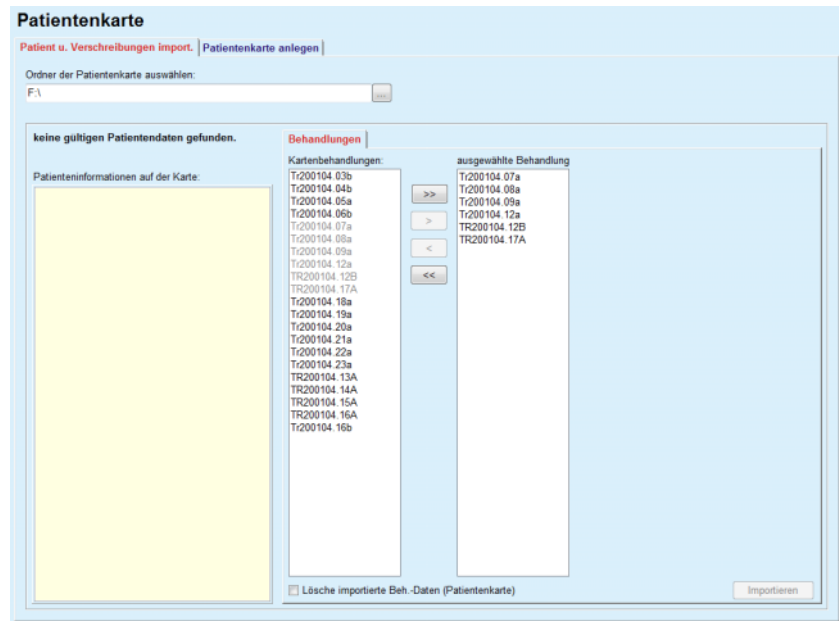 Patientenkarte
Patient u. Verschreibungen import.
Patientenkarte anlegen
Ordner der Patientenkarte auswählen:
F:\
...
keine gültigen Patientendaten gefunden.
Patienteninformationen auf der Karte:
Behandlungen
Kartenbehandlungen:
Tr200104.03b
Tr200104.04b
Tr200104.05a
Tr200104.06b
Tr200104.07a
Tr200104.08a
Tr200104.09a
Tr200104.12a
TR200104.12B
TR200104.17A
Tr200104.18a
Tr200104.19a
Tr200104.20a
Tr200104.21a
Tr200104.22a
Tr200104.23a
TR200104.13A
TR200104.14A
TR200104.15A
TR200104.16A
Tr200104.16b
>>
>
<
<<
ausgewählte Behandlung
Tr200104.07a
Tr200104.08a
Tr200104.09a
Tr200104.12a
TR200104.12B
TR200104.17A
Lösche importierte Beh.-Daten (Patientenkarte)
Importieren